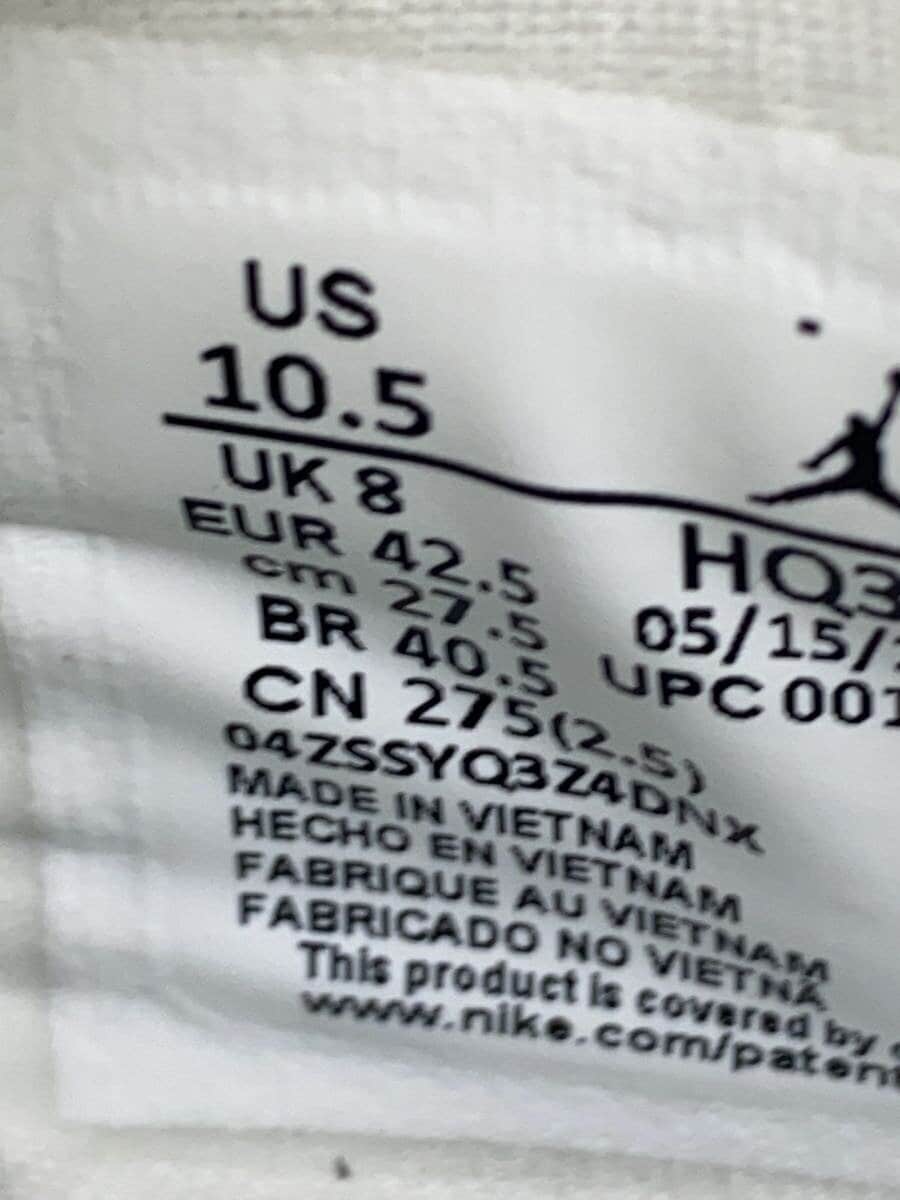 US
10.5
UK 8
EUR 42.5
cm 27.5
BR 40.5
CN 275(2.5)
04ZSSYQ3Z4DNX
MADE IN VIETNAM
HECHO EN VIETNAM
FABRIQUE AU VIETNAM
FABRICADO NO VIETNÃ
This product is covered by
www.nike.com/patent
HQ3
05/15/
UPC 001